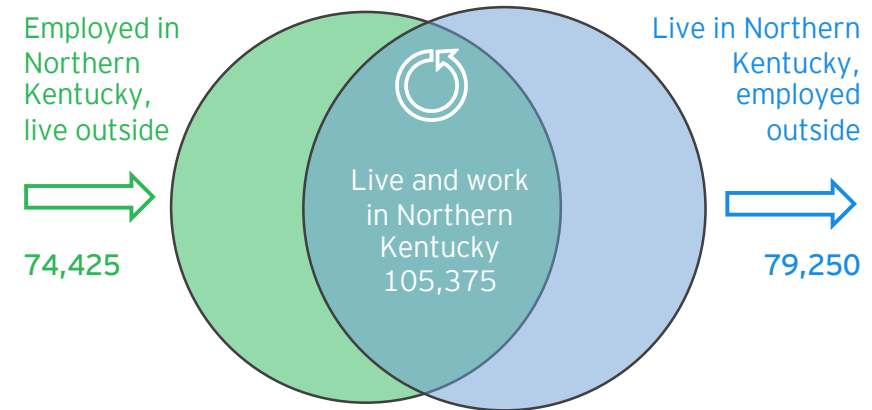 Employed in
Northern
Kentucky,
live outside
74,425
Live and work
in Northern
Kentucky
105,375
Live in Northern
Kentucky,
employed
outside
79,250